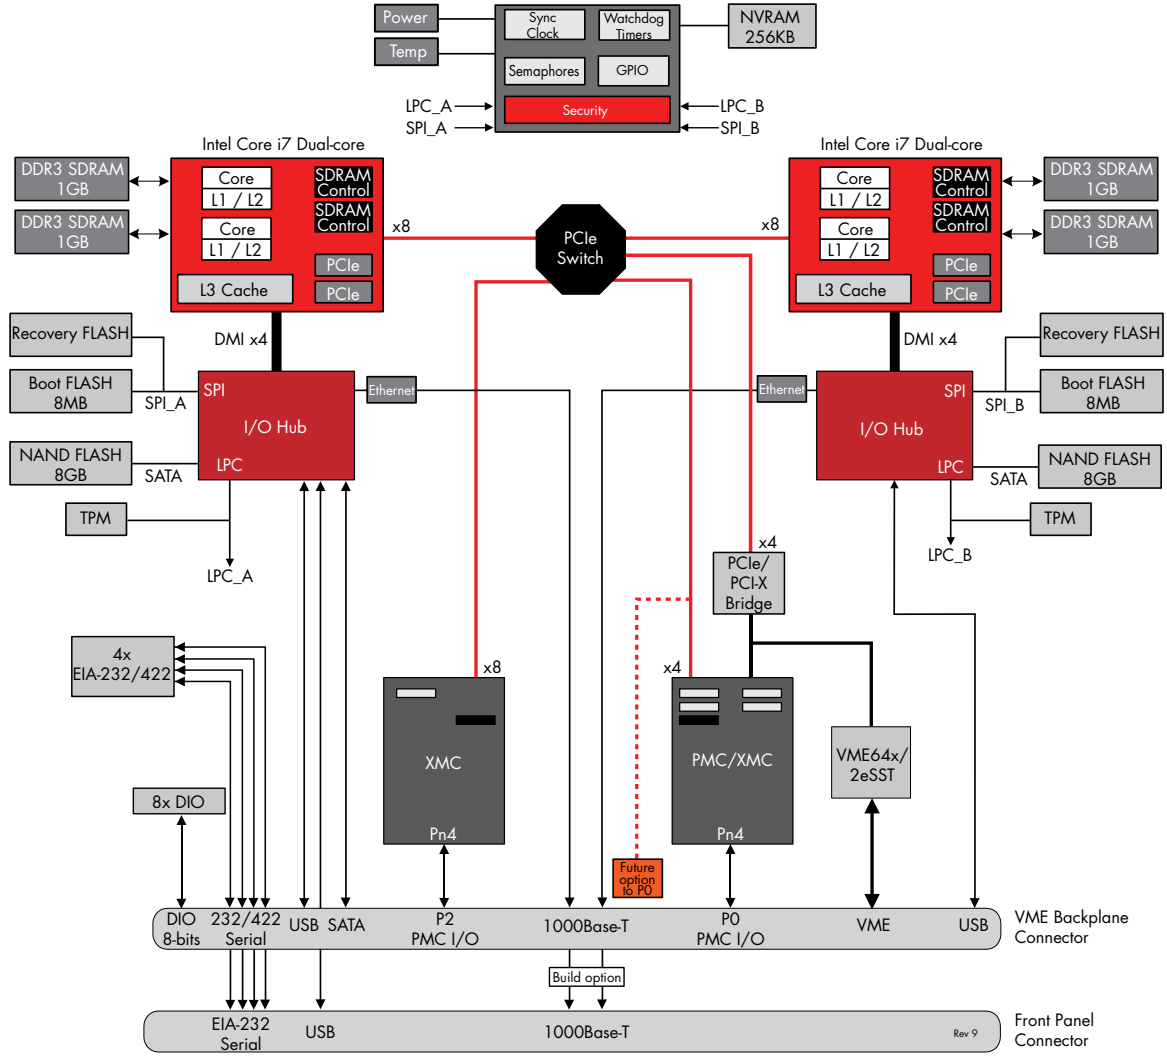 Power
Temp
Sync
Clock
Watchdog
Timers
Semaphores
GPIO
Security
NVRAM
256KB
LPC_A
SPI_A
LPC_B
SPI_B
Intel Core i7 Dual-core
DDR3 SDRAM
1GB
DDR3 SDRAM
1GB
Core
L1 / L2
Core
L1 / L2
SDRAM
Control
SDRAM
Control
PCIe
PCIe
L3 Cache
x8
PCIe
Switch
x8
Intel Core i7 Dual-core
Core
L1 / L2
Core
L1 / L2
SDRAM
Control
SDRAM
Control
PCIe
PCIe
L3 Cache
DDR3 SDRAM
1GB
DDR3 SDRAM
1GB
DMI x4
DMI x4
Recovery FLASH
Boot FLASH
8MB
SPI_A
NAND FLASH
8GB
SATA
TPM
SPI
I/O Hub
LPC
LPC_A
Ethernet
Ethernet
SPI
I/O Hub
LPC
LPC_B
Recovery FLASH
Boot FLASH
8MB
SPI_B
NAND FLASH
8GB
SATA
TPM
x4
PCIe/
PCI-X
Bridge
4x
EIA-232/422
x8
XMC
Pn4
x4
PMC/XMC
Pn4
VME64x/
2eSST
8x DIO
Future
option
to P0
DIO
8-bits
232/422
Serial
USB
SATA
P2
PMC I/O
1000Base-T
P0
PMC I/O
VME
USB
VME Backplane
Connector
Build option
EIA-232
Serial
USB
1000Base-T
Rev 9
Front Panel
Connector